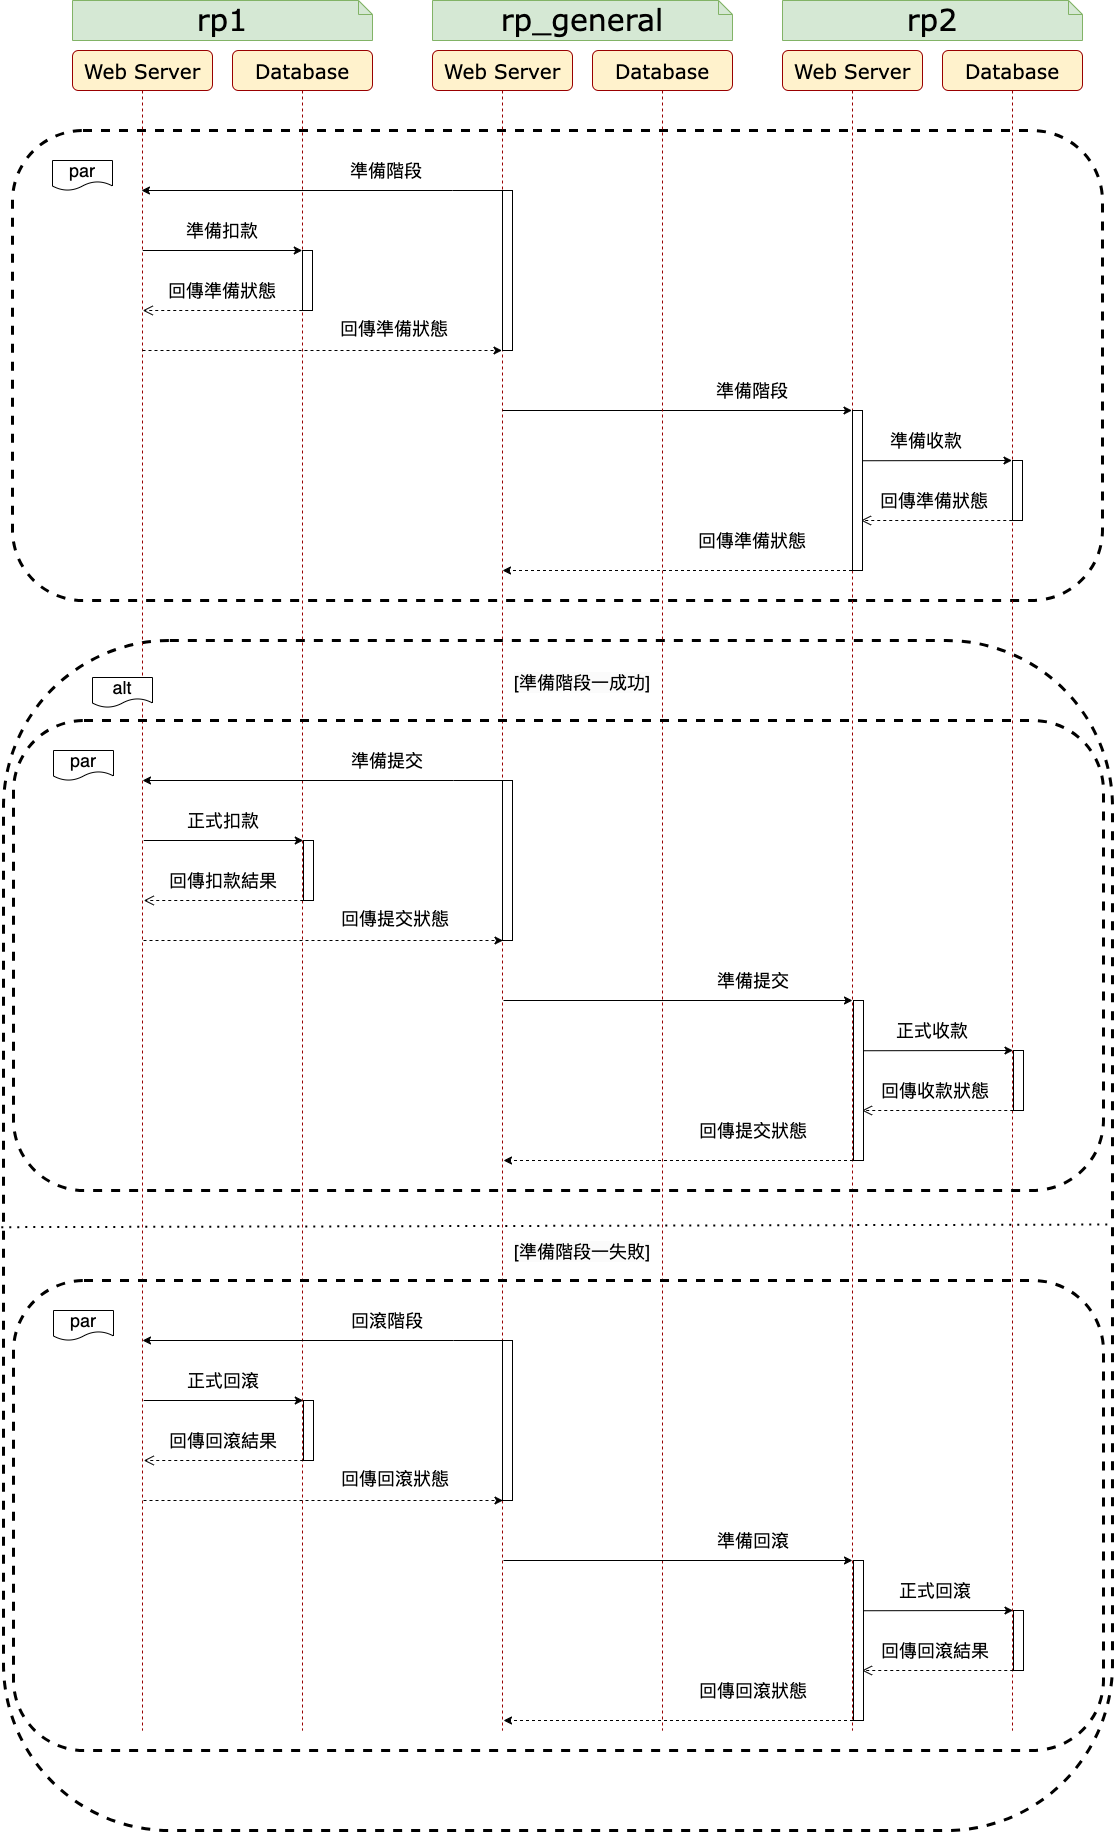 rp1
rp_general
rp2
Web Server
Database
Web Server
Database
Web Server
Database
par
準備階段
準備扣款
回傳準備狀態
回傳準備狀態
準備階段
準備收款
回傳準備狀態
回傳準備狀態
alt
[準備階段一成功]
par
準備提交
正式扣款
回傳扣款結果
回傳提交狀態
準備提交
正式收款
回傳收款狀態
回傳提交狀態
[準備階段一失敗]
par
回滾階段
正式回滾
回傳回滾結果
回傳回滾狀態
準備回滾
正式回滾
回傳回滾結果
回傳回滾狀態